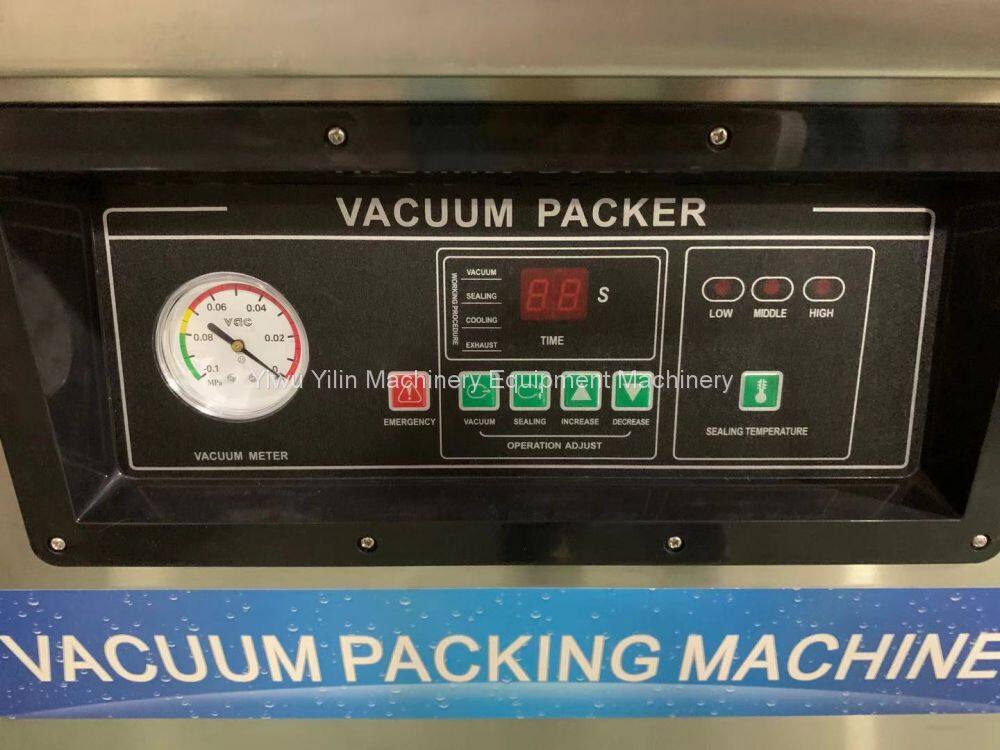 VACUUM PACKER
0.06
0.04
vac
0.08
0.02
-0.1
0
MPa
VACUUM METER
WORKING PROCEDURE
VACUUM
SEALING
COOLING
EXHAUST
88
S
TIME
LOW
MIDDLE
HIGH
Yiwu Yilin Machinery Equipment Machinery
EMERGENCY
VACUUM
SEALING
INCREASE
DECREASE
OPERATION ADJUST
SEALING TEMPERATURE
VACUUM PACKING MACHINE